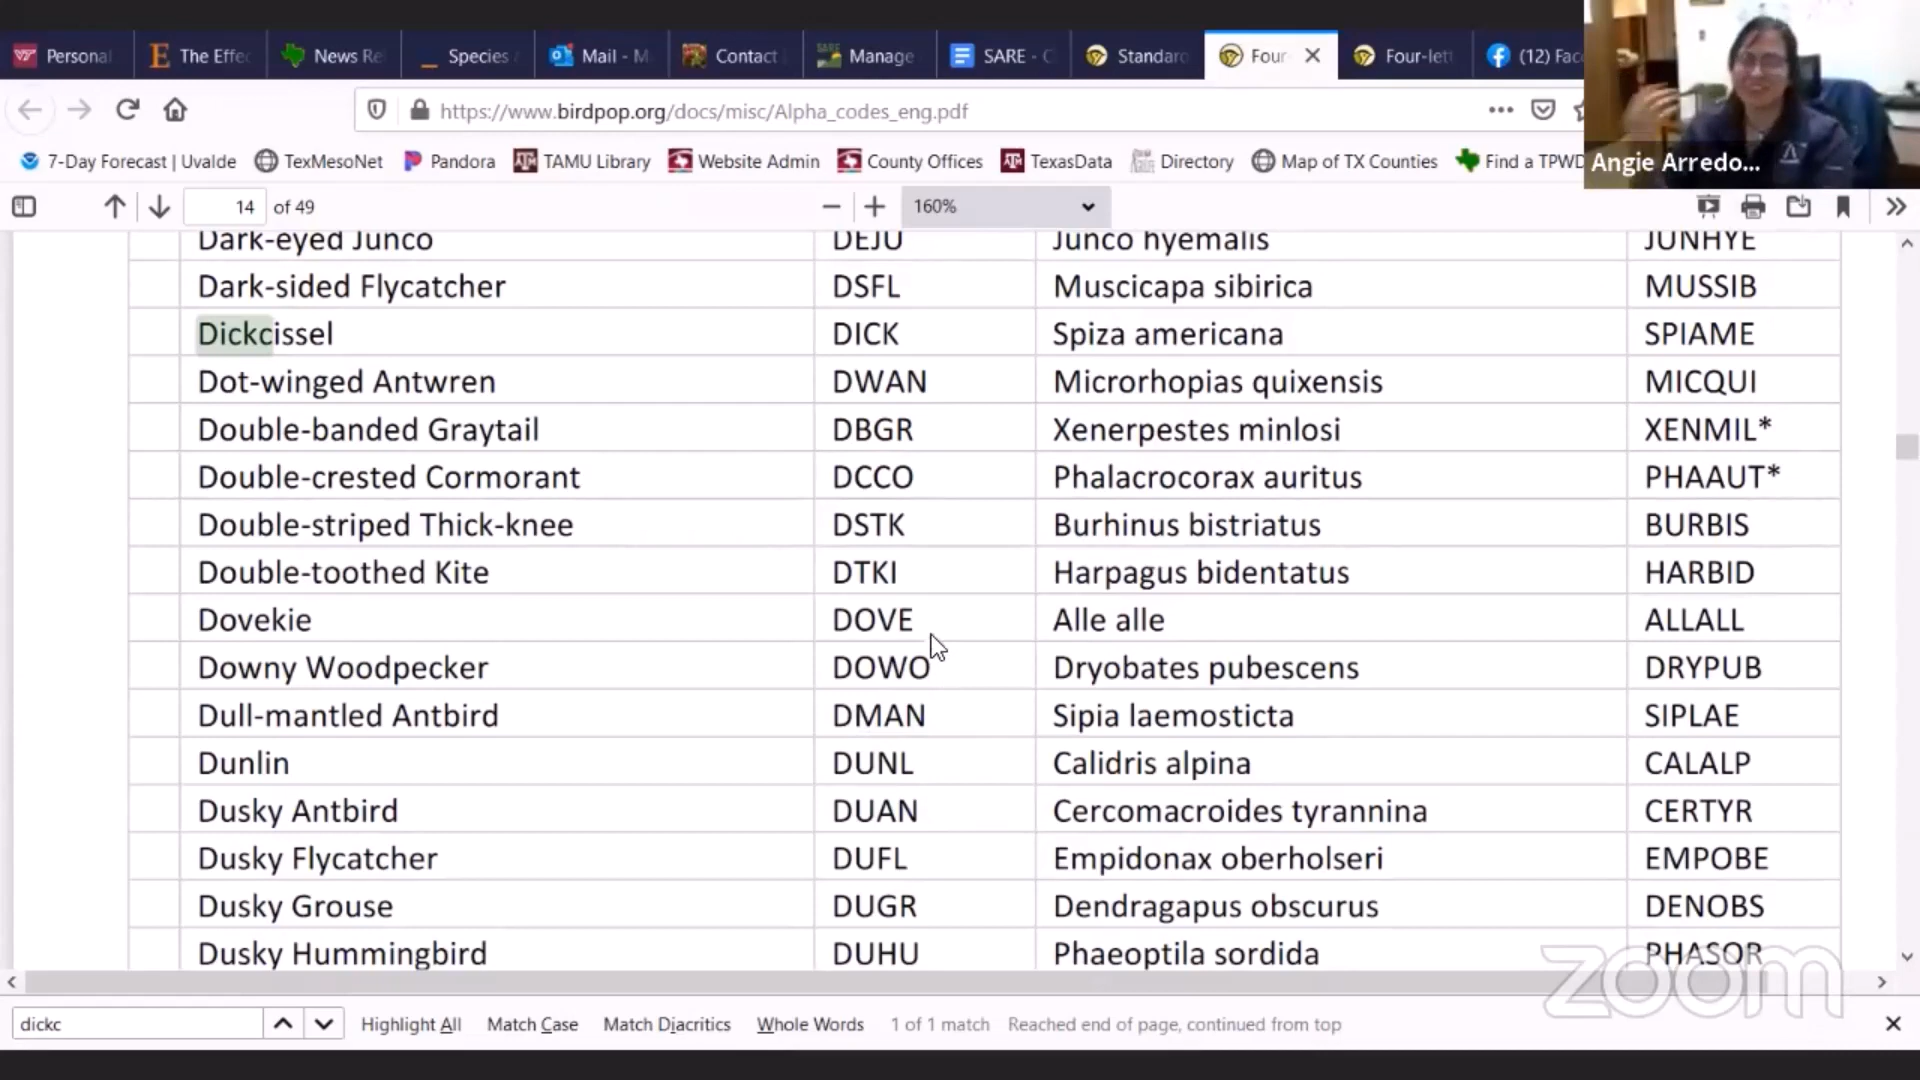 Personal The Effec News Re Species Mail - M Contact Manage SARE - C Standard Four- Four-lett (12) Fac
https://www.birdpop.org/docs/misc/Alpha_codes_eng.pdf
7-Day Forecast | Uvalde TexMesoNet Pandora TAMU Library Website Admin County Offices TexasData Directory Map of TX Counties Find a TPWD
Angie Arredo...
14 of 49 160%
Dark-eyed Junco DEJU Junco hyemalis JUNHYE
Dark-sided Flycatcher DSFL Muscicapa sibirica MUSSIB
Dickcissel DICK Spiza americana SPIAME
Dot-winged Antwren DWAN Microrhopias quixensis MICQUI
Double-banded Graytail DBGR Xenerpestes minlosi XENMIL*
Double-crested Cormorant DCCO Phalacrocorax auritus PHAAUT*
Double-striped Thick-knee DSTK Burhinus bistriatus BURBIS
Double-toothed Kite DTKI Harpagus bidentatus HARBID
Dovekie DOVE Alle alle ALLALL
Downy Woodpecker DOWO Dryobates pubescens DRYPUB
Dull-mantled Antbird DMAN Sipia laemosticta SIPLAE
Dunlin DUNL Calidris alpina CALALP
Dusky Antbird DUAN Cercomacroides tyrannina CERTYR
Dusky Flycatcher DUFL Empidonax oberholseri EMPOBE
Dusky Grouse DUGR Dendragapus obscurus DENOBS
Dusky Hummingbird DUHU Phaeoptila sordida PHASOR
zoom
dickc Highlight All Match Case Match Diacritics Whole Words 1 of 1 match Reached end of page, continued from top